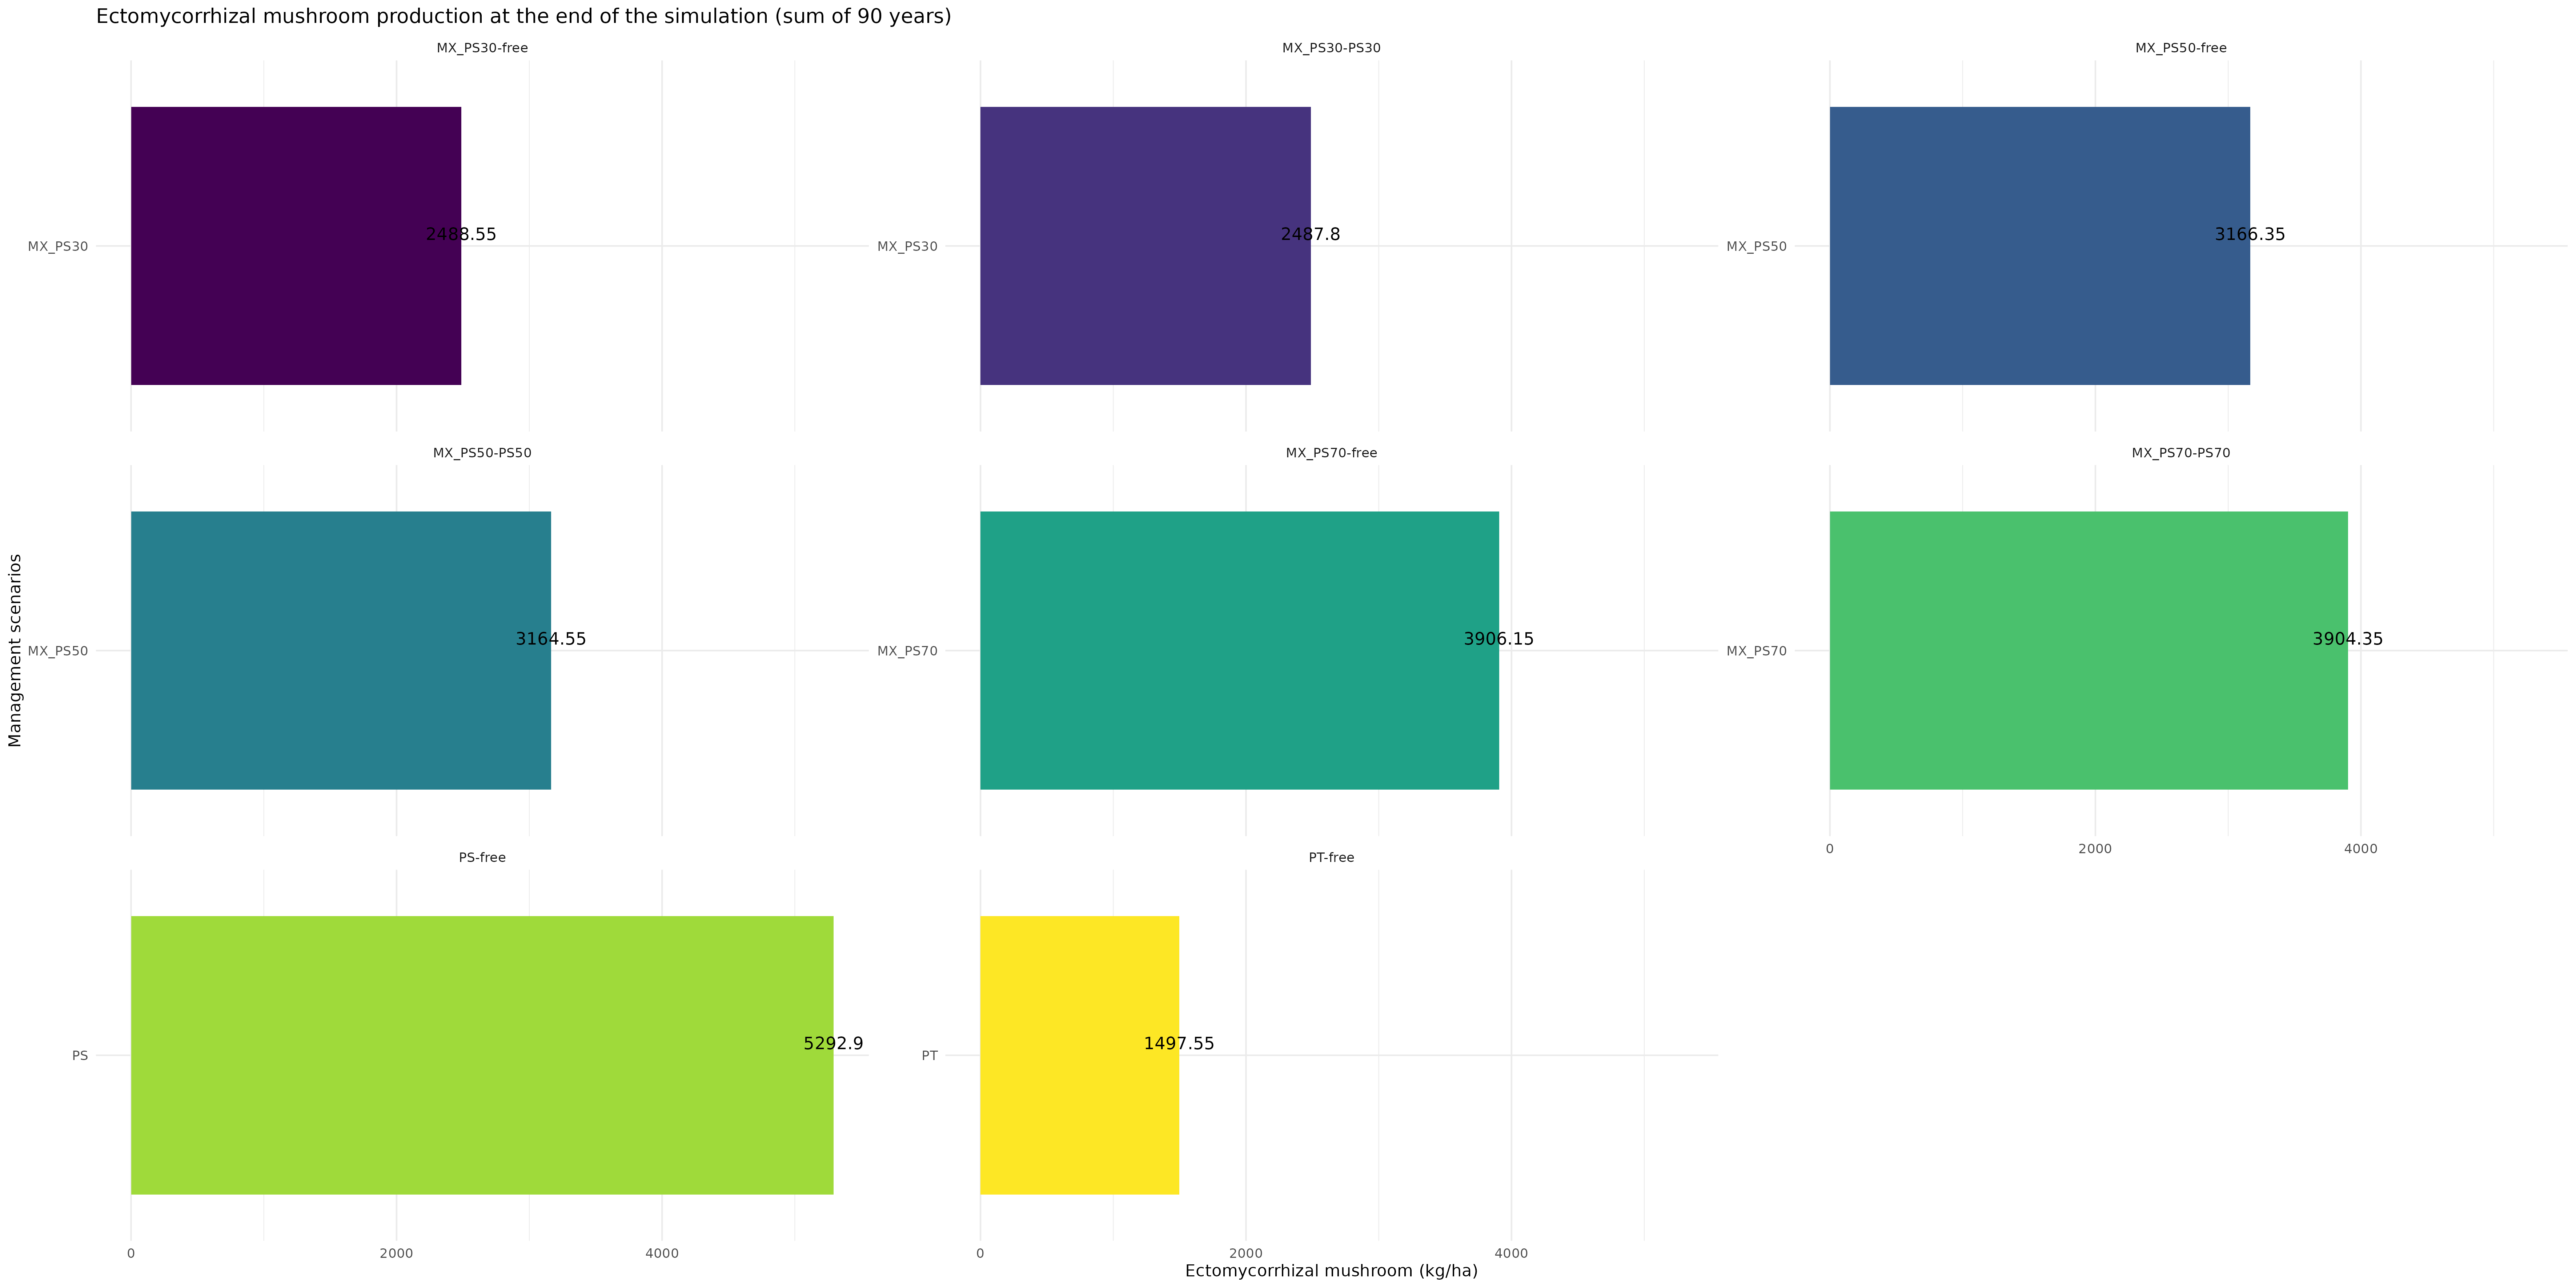 Ectomycorrhizal mushroom production at the end of the simulation (sum of 90 years)
MX_PS30-free
MX_PS30-PS30
MX_PS50-free
MX_PS30
2488.55
MX_PS30
2487.8
MX_PS50
3166.35
MX_PS50-PS50
MX_PS70-free
MX_PS70-PS70
Management scenarios
MX_PS50
3164.55
MX_PS70
3906.15
MX_PS70
3904.35
0 2000 4000
PS-free
PT-free
PS
5292.9
PT
1497.55
0 2000 4000
0 2000 4000
Ectomycorrhizal mushroom (kg/ha)